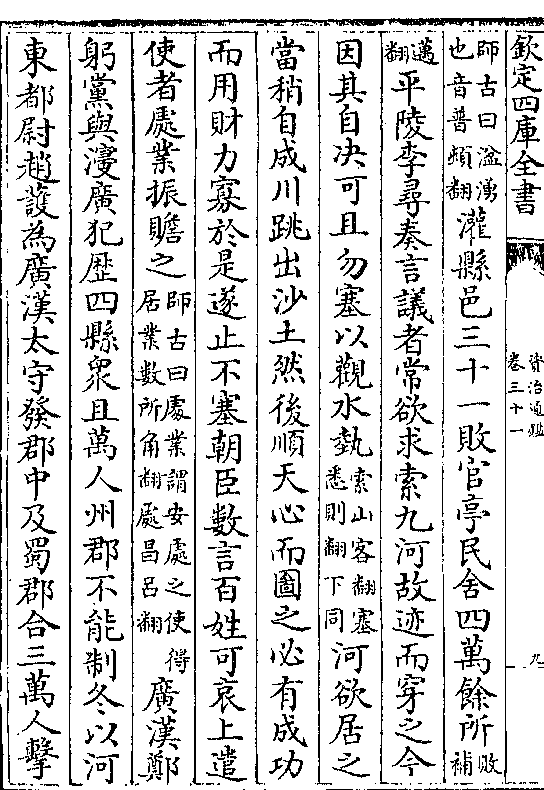 欽定四庫全書
資治通鑑
卷三十一
九
師古曰湓湧
也音普頓翻
灌縣邑三十一敗官亭民舍四萬餘所
敗
補
邁
翻
平陵李尋奏言議者常欲求索九河故迹而穿之今
因其自决可且勿塞以觀水埶
索山客翻塞
悉則翻下同
河欲居之
當稍自成川跳出沙土然後順天心而圖之必有成功
而用財力寡於是遂止不塞朝臣數言百姓可哀上遣
使者處業振贍之
師古曰處業謂安處之使得
居業數所角翻處昌呂翻
廣漢鄭
躬黨與漫廣犯歷四縣衆且萬人州郡不能制冬以河
東都尉趙護為廣漢太守發郡中及蜀郡合三萬人擊